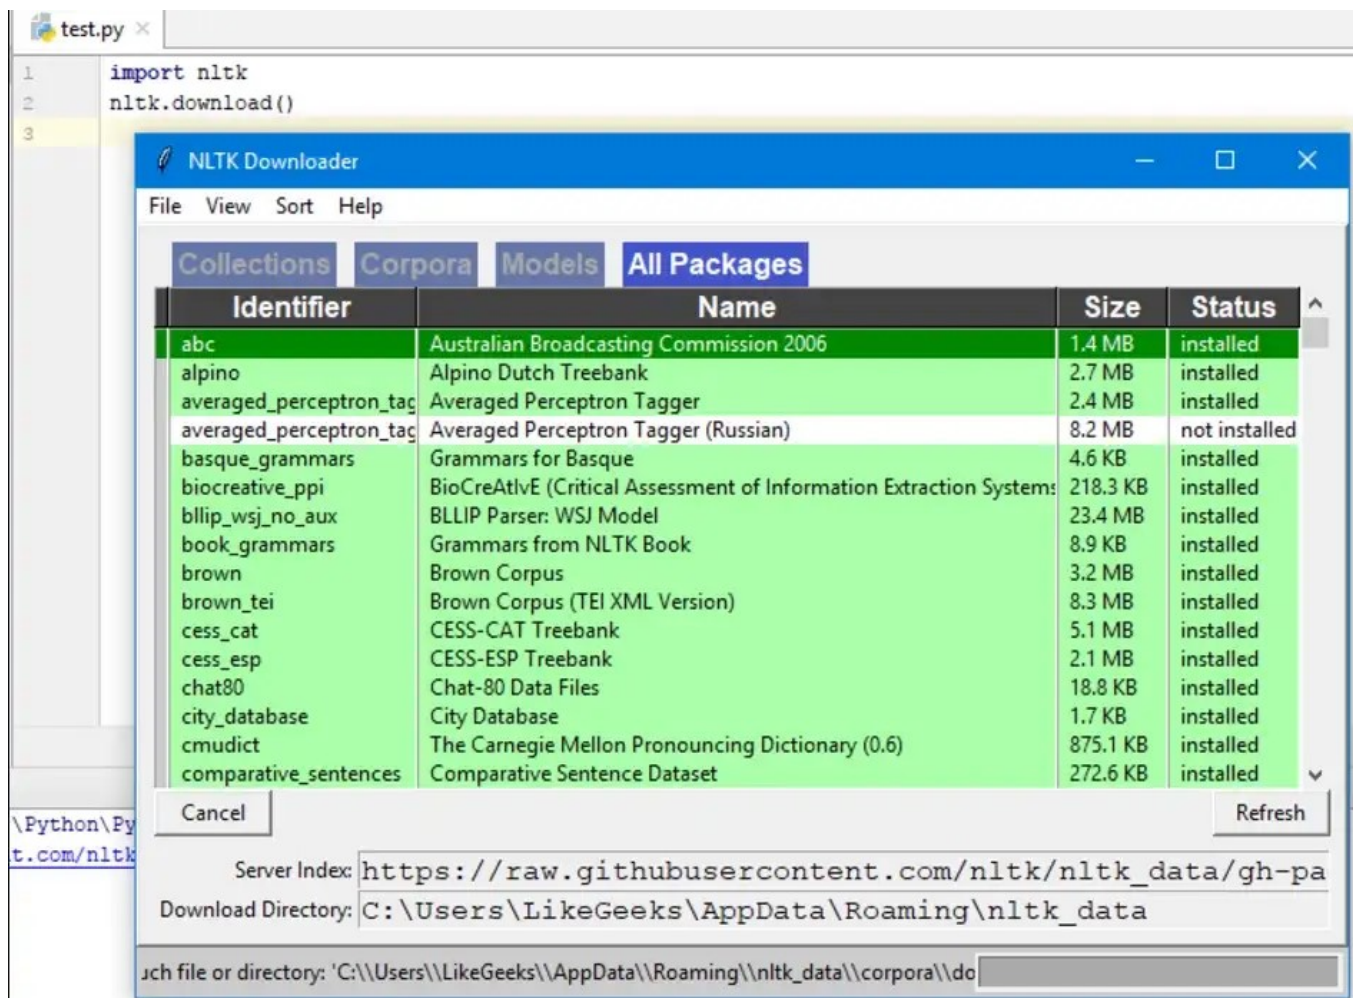 test.py
1 import nltk
2 nltk.download()
3
NLTK Downloader
File View Sort Help
Collections Corpora Models All Packages
Identifier Name Size Status
abc Australian Broadcasting Commission 2006 1.4 MB installed
alpino Alpino Dutch Treebank 2.7 MB installed
averaged_perceptron_tag Averaged Perceptron Tagger 2.4 MB installed
averaged_perceptron_tag Averaged Perceptron Tagger (Russian) 8.2 MB not installed
basque_grammars Grammars for Basque 4.6 KB installed
biocreative_ppi BioCreAtIvE (Critical Assessment of Information Extraction Systems 218.3 KB installed
bllip_wsj_no_aux BLLIP Parser: WSJ Model 23.4 MB installed
book_grammars Grammars from NLTK Book 8.9 KB installed
brown Brown Corpus 3.2 MB installed
brown_tei Brown Corpus (TEI XML Version) 8.3 MB installed
cess_cat CESS-CAT Treebank 5.1 MB installed
cess_esp CESS-ESP Treebank 2.1 MB installed
chat80 Chat-80 Data Files 18.8 KB installed
city_database City Database 1.7 KB installed
cmudict The Carnegie Mellon Pronouncing Dictionary (0.6) 875.1 KB installed
comparative_sentences Comparative Sentence Dataset 272.6 KB installed
Cancel Refresh
\Python\Py
t.com/nltk
Server Index: https://raw.githubusercontent.com/nltk/nltk_data/gh-pa
Download Directory: C:\Users\LikeGeeks\AppData\Roaming\nltk_data
uch file or directory: 'C:\\Users\\LikeGeeks\\AppData\\Roaming\\nltk_data\\corpora\\do